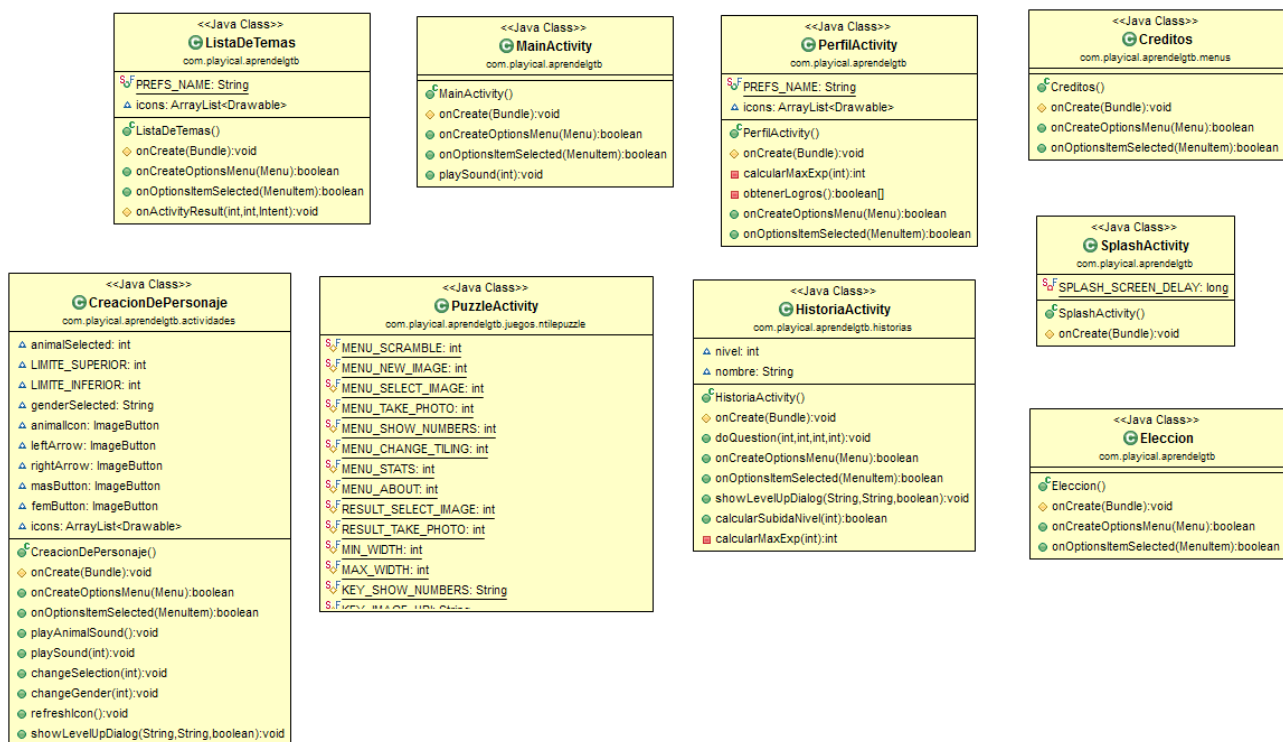 <<Java Class>>
ListaDeTemas
com.playical.aprendelgtb
PREFS_NAME: String
icons: ArrayList<Drawable>
ListaDeTemas()
onCreate(Bundle):void
onCreateOptionsMenu(Menu):boolean
onOptionsItemSelected(MenuItem):boolean
onActivityResult(int,int,Intent):void
<<Java Class>>
MainActivity
com.playical.aprendelgtb
MainActivity()
onCreate(Bundle):void
onCreateOptionsMenu(Menu):boolean
onOptionsItemSelected(MenuItem):boolean
playSound(int):void
<<Java Class>>
PerfilActivity
com.playical.aprendelgtb
PREFS_NAME: String
icons: ArrayList<Drawable>
PerfilActivity()
onCreate(Bundle):void
calcularMaxExp(int):int
obtenerLogros():boolean[]
onCreateOptionsMenu(Menu):boolean
onOptionsItemSelected(MenuItem):boolean
<<Java Class>>
Creditos
com.playical.aprendelgtb.menus
Creditos()
onCreate(Bundle):void
onCreateOptionsMenu(Menu):boolean
onOptionsItemSelected(MenuItem):boolean
<<Java Class>>
SplashActivity
com.playical.aprendelgtb
SPLASH_SCREEN_DELAY: long
SplashActivity()
onCreate(Bundle):void
<<Java Class>>
CreacionDePersonaje
com.playical.aprendelgtb.actividades
animalSelected: int
LIMITE_SUPERIOR: int
LIMITE_INFERIOR: int
genderSelected: String
animalIcon: ImageButton
leftArrow: ImageButton
rightArrow: ImageButton
masButton: ImageButton
femButton: ImageButton
icons: ArrayList<Drawable>
CreacionDePersonaje()
onCreate(Bundle):void
onCreateOptionsMenu(Menu):boolean
onOptionsItemSelected(MenuItem):boolean
playAnimalSound():void
playSound(int):void
changeSelection(int):void
changeGender(int):void
refreshIcon():void
showLevelUpDialog(String,String,boolean):void
<<Java Class>>
PuzzleActivity
com.playical.aprendelgtb.juegos.ntilepuzzle
MENU_SCRAMBLE: int
MENU_NEW_IMAGE: int
MENU_SELECT_IMAGE: int
MENU_TAKE_PHOTO: int
MENU_SHOW_NUMBERS: int
MENU_CHANGE_TILING: int
MENU_STATS: int
MENU_ABOUT: int
RESULT_SELECT_IMAGE: int
RESULT_TAKE_PHOTO: int
MIN_WIDTH: int
MAX_WIDTH: int
KEY_SHOW_NUMBERS: String
KEY_IMAGE_URI: String
<<Java Class>>
HistoriaActivity
com.playical.aprendelgtb.historias
nivel: int
nombre: String
HistoriaActivity()
onCreate(Bundle):void
doQuestion(int,int,int,int):void
onCreateOptionsMenu(Menu):boolean
onOptionsItemSelected(MenuItem):boolean
showLevelUpDialog(String,String,boolean):void
calcularSubidaNivel(int):boolean
calcularMaxExp(int):int
<<Java Class>>
Eleccion
com.playical.aprendelgtb
Eleccion()
onCreate(Bundle):void
onCreateOptionsMenu(Menu):boolean
onOptionsItemSelected(MenuItem):boolean